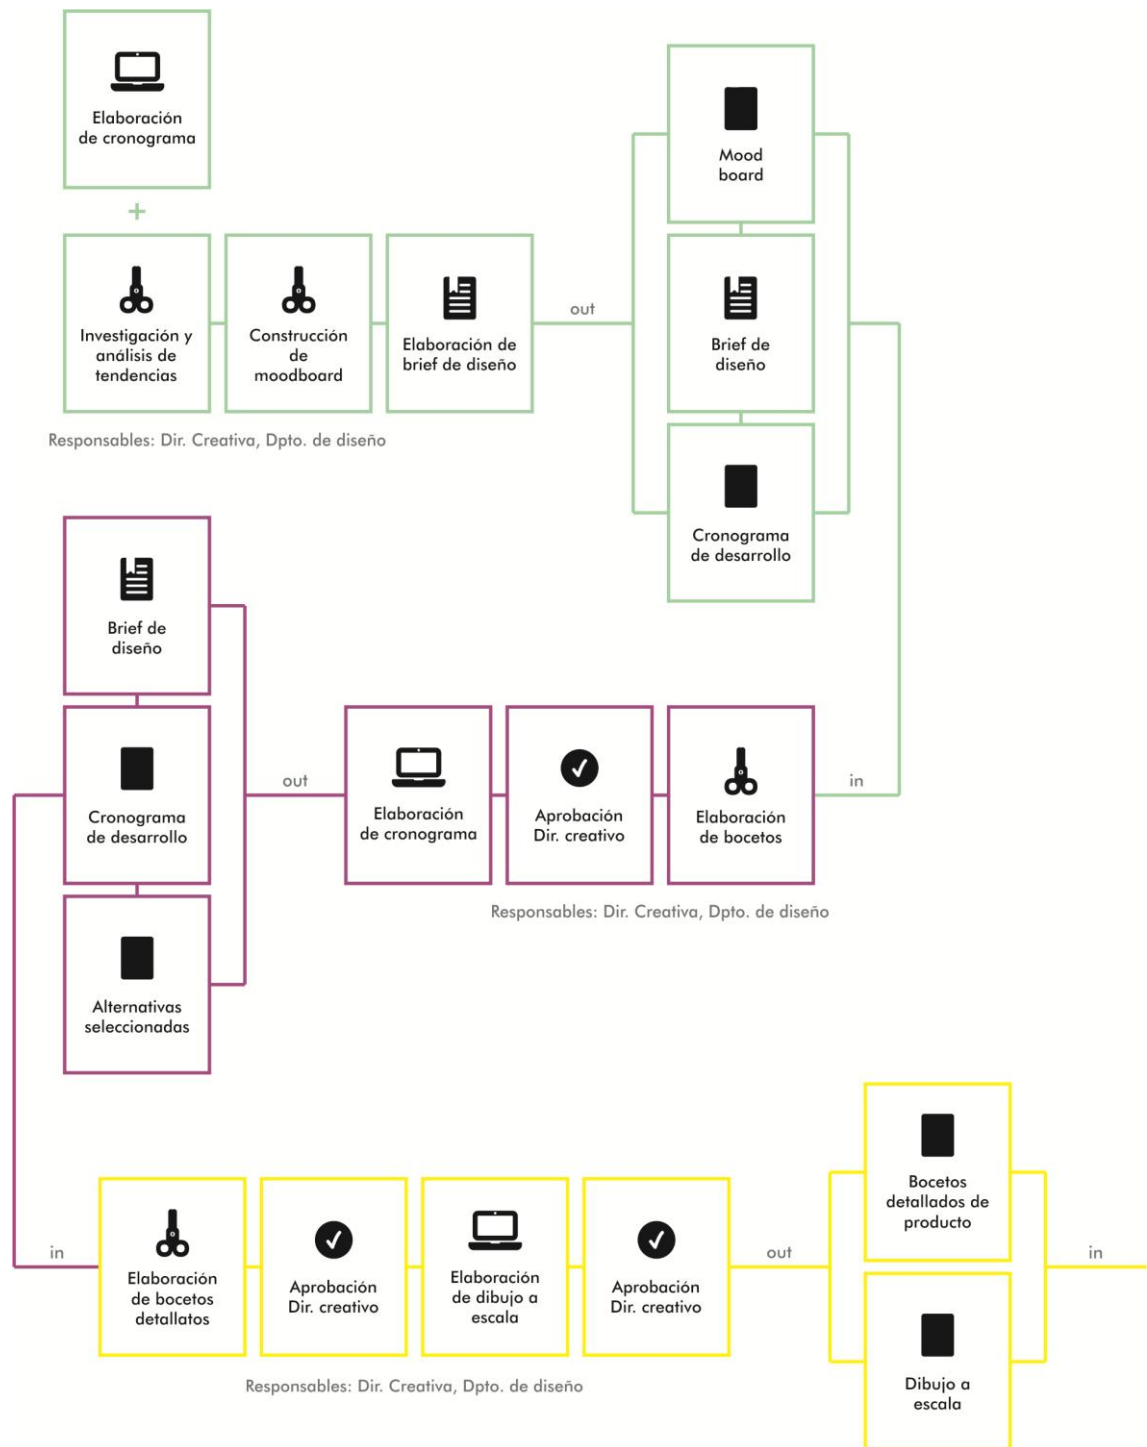 Elaboración
de cronograma
+
Investigación y
análisis de
tendencias
Construcción
de
moodboard
Elaboración de
brief de diseño
out
Mood
board
Brief de
diseño
Cronograma
de desarrollo
Responsables: Dir. Creativa, Dpto. de diseño
in
Elaboración
de bocetos
Aprobación
Dir. creativo
Elaboración
de cronograma
Responsables: Dir. Creativa, Dpto. de diseño
out
Brief de
diseño
Cronograma
de desarrollo
Alternativas
seleccionadas
in
Elaboración
de bocetos
detallatos
Aprobación
Dir. creativo
Elaboración
de dibujo a
escala
Aprobación
Dir. creativo
Responsables: Dir. Creativa, Dpto. de diseño
out
Bocetos
detallados de
producto
Dibujo a
escala
in